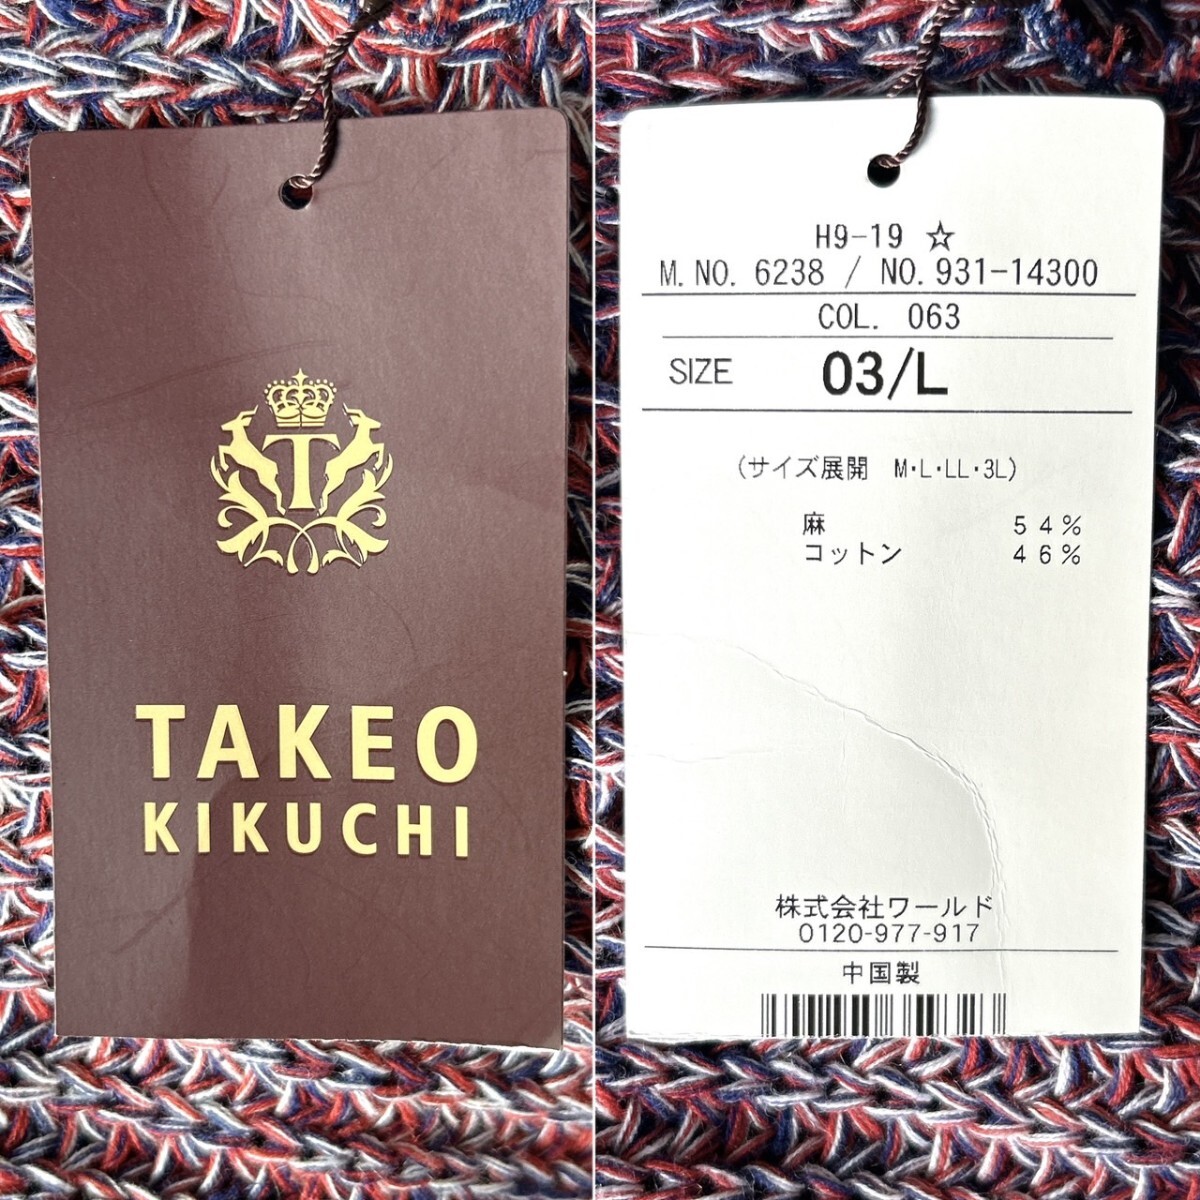 T
TAKEO
KIKUCHI
H9-19 ☆
M.NO. 6238 / NO.931-14300
COL. 063
SIZE 03/L
(サイズ展開 M・L・LL・3L)
麻 54%
コットン 46%
株式会社ワールド
0120-977-917
中国製